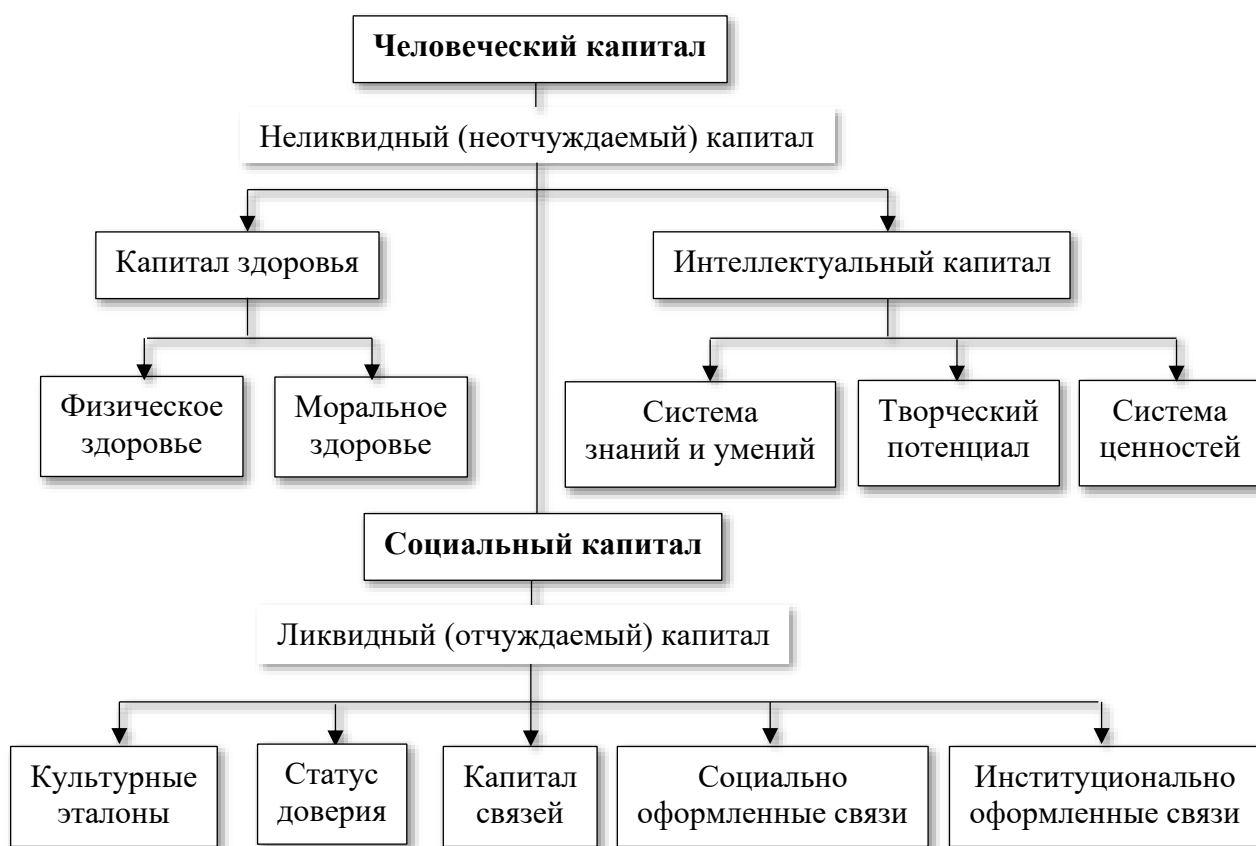 Человеческий капитал
Неликвидный (неотчуждаемый) капитал
Капитал здоровья
Интеллектуальный капитал
Физическое
здоровье
Моральное
здоровье
Система
знаний и умений
Творческий
потенциал
Система
ценностей
Социальный капитал
Ликвидный (отчуждаемый) капитал
Культурные
эталоны
Статус
доверия
Капитал
связей
Социально
оформленные связи
Институционально
оформленные связи